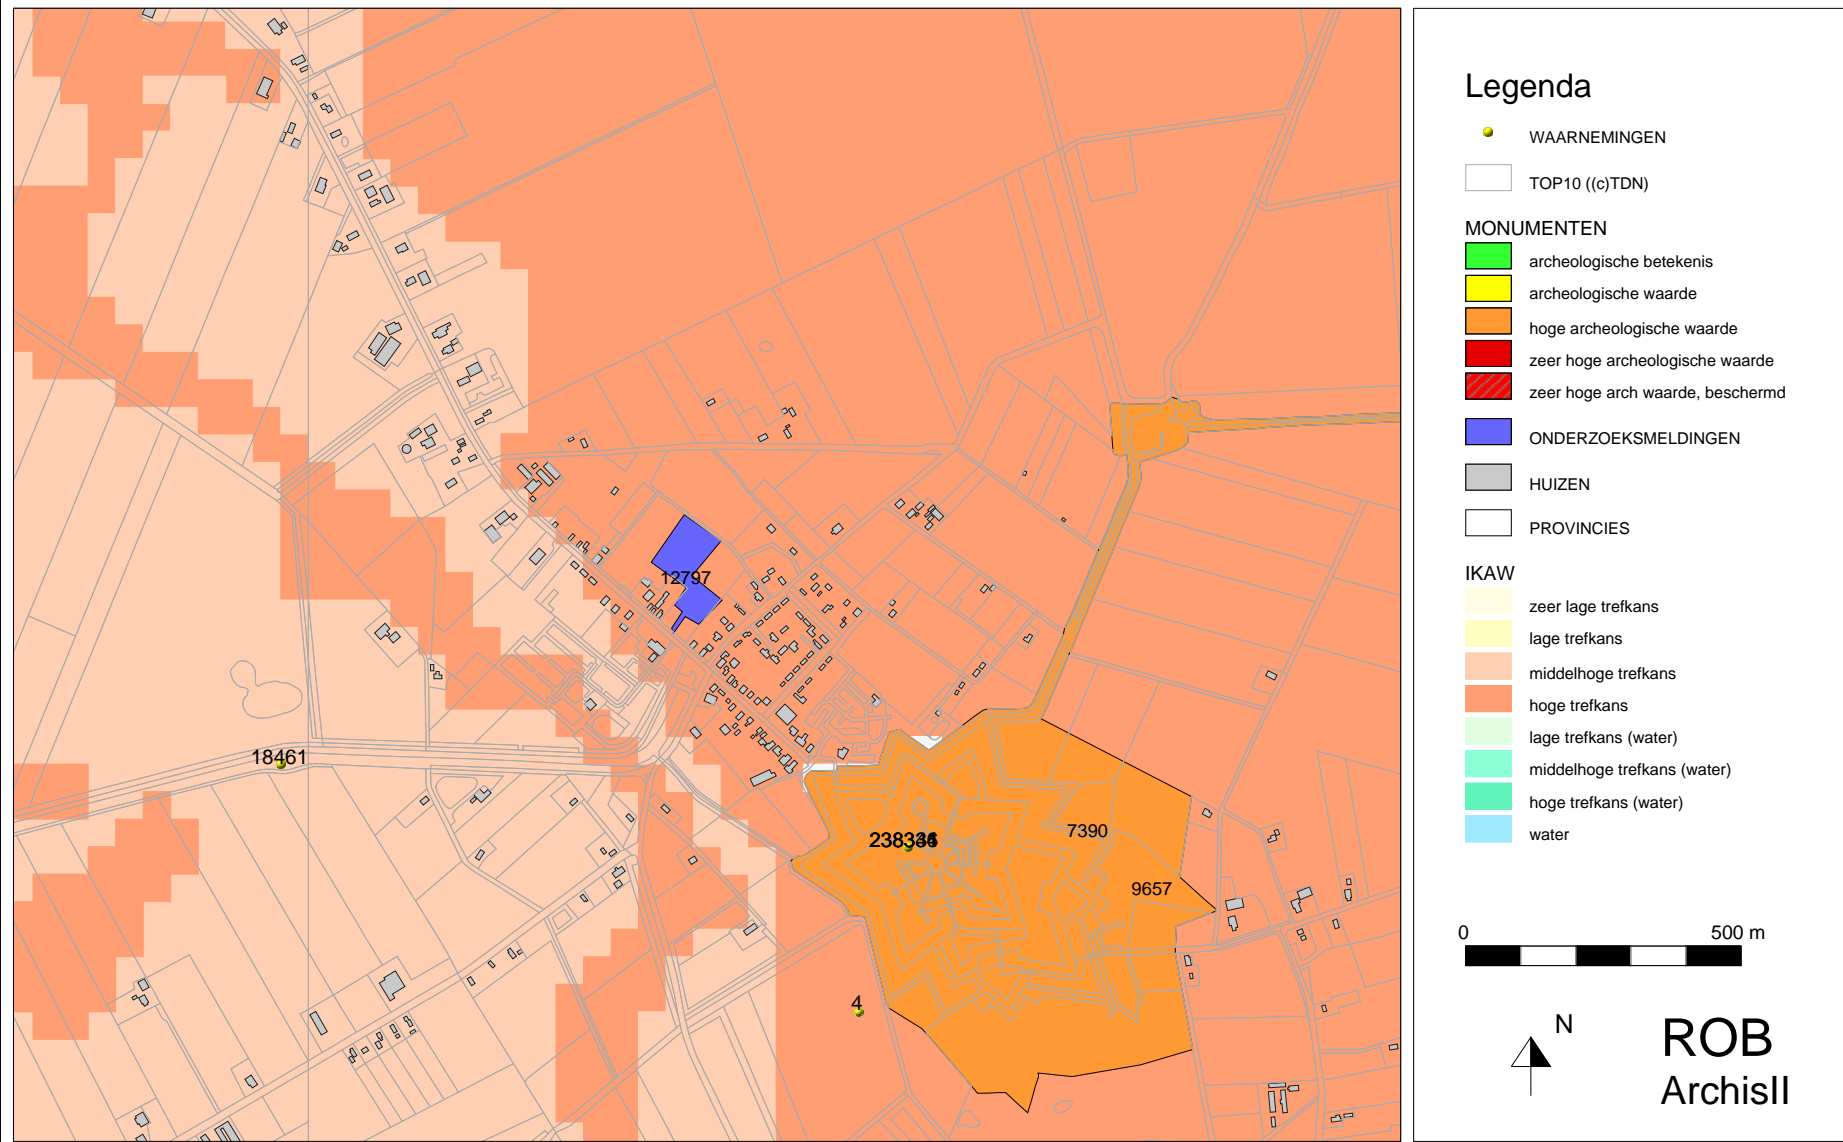 12797
18461
7390
9657
4
Legenda
WAARNEMINGEN
TOP10 ((c)TDN)
MONUMENTEN
archeologische betekenis
archeologische waarde
hoge archeologische waarde
zeer hoge archeologische waarde
zeer hoge arch waarde, beschermd
ONDERZOEKSMELDINGEN
HUIZEN
PROVINCIES
IKAW
zeer lage trefkans
lage trefkans
middelhoge trefkans
hoge trefkans
lage trefkans (water)
middelhoge trefkans (water)
hoge trefkans (water)
water
0 500 m
N
ROB
ArchisII